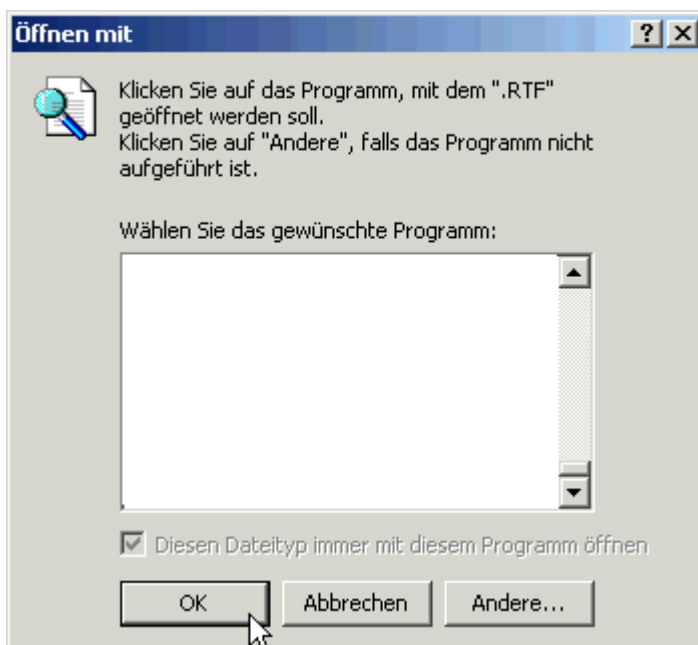 Öffnen mit
Klicken Sie auf das Programm, mit dem ".RTF"
geöffnet werden soll.
Klicken Sie auf "Andere", falls das Programm nicht
aufgeführt ist.
Wählen Sie das gewünschte Programm:
Diesen Dateityp immer mit diesem Programm öffnen
OK
Abbrechen
Andere...